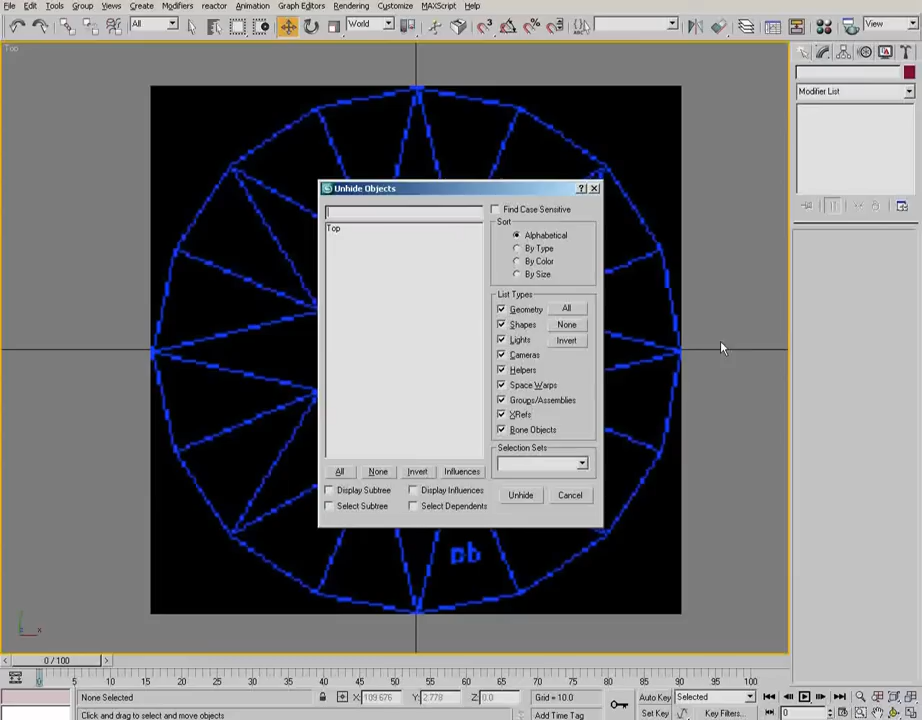 File Edit Tools Group Views Create Modifiers reactor Animation Graph Editors Rendering Customize MAXScript Help
All World View
Top
Modifier List
Unhide Objects
Find Case Sensitive
Top
Sort
Alphabetical
By Type
By Color
By Size
List Types
Geometry All
Shapes None
Lights Invert
Cameras
Helpers
Space Warps
Groups/Assemblies
XRefs
Bone Objects
Selection Sets
All None Invert Influences
Display Subtree Display Influences
Select Subtree Select Dependents
Unhide Cancel
pb
x
0 / 100
5 10 15 20 25 30 35 40 45 50 55 60 65 70 75 80 85 90 95 100
None Selected X: 109.676 Y: 2.778 Z: 0.0 Grid = 10.0 Auto Key Selected
Click and drag to select and move objects Add Time Tag Set Key Key Filters... 0